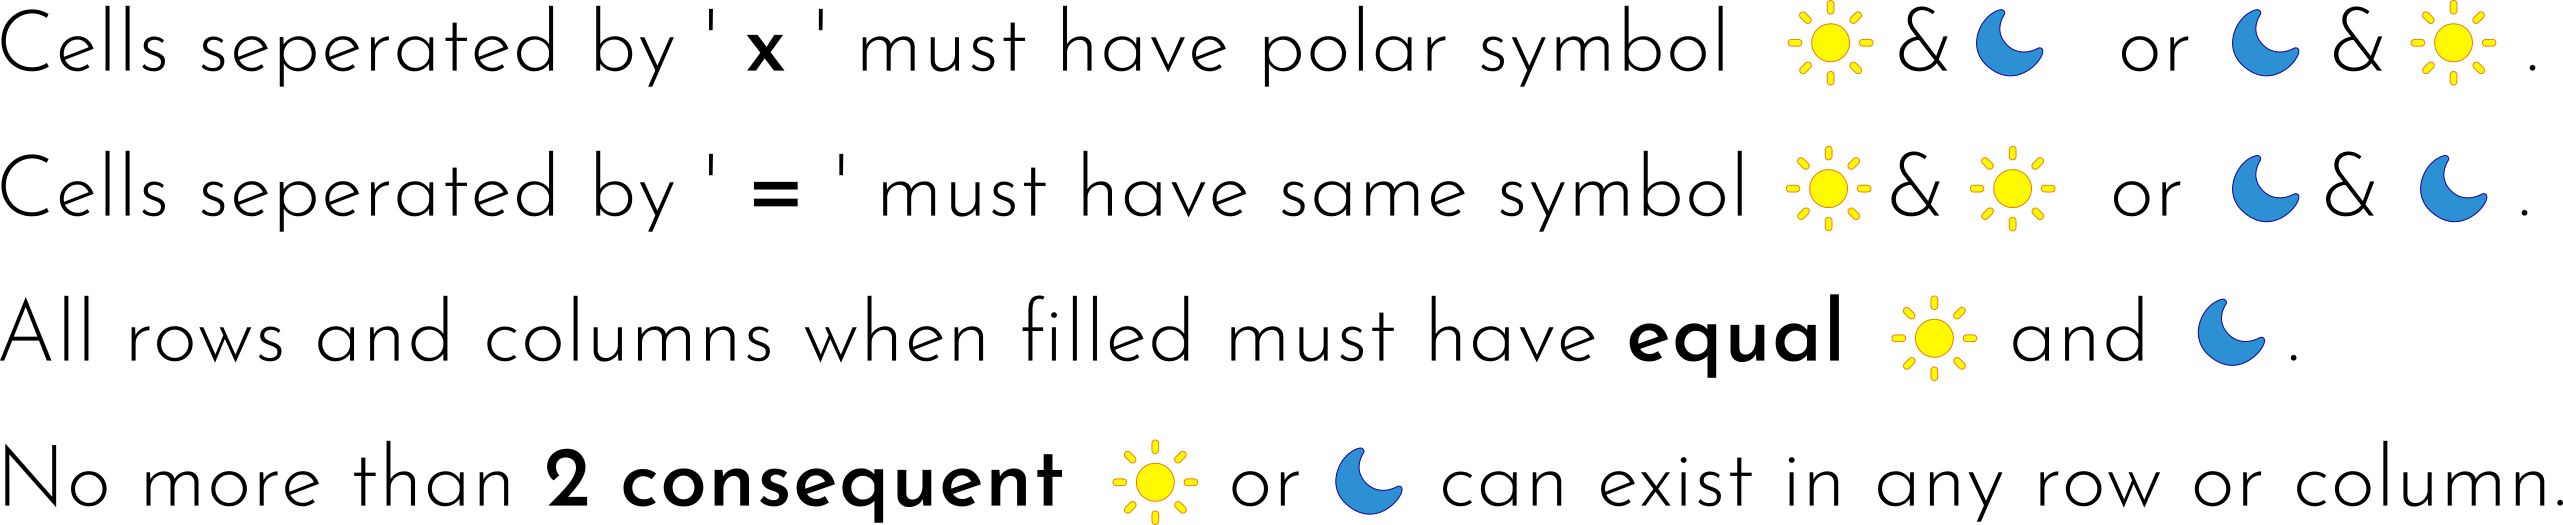 Cells seperated by ' x ' must have polar symbol & or & .
Cells seperated by ' = ' must have same symbol & or & .
All rows and columns when filled must have equal and .
No more than 2 consequent or can exist in any row or column.